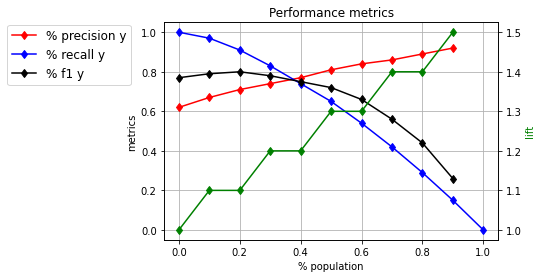 Performance metrics
% precision y
% recall y
% f1 y
1.0
0.8
0.6
0.4
0.2
0.0
metrics
1.5
1.4
1.3
1.2
1.1
1.0
lift
0.0 0.2 0.4 0.6 0.8 1.0
% population